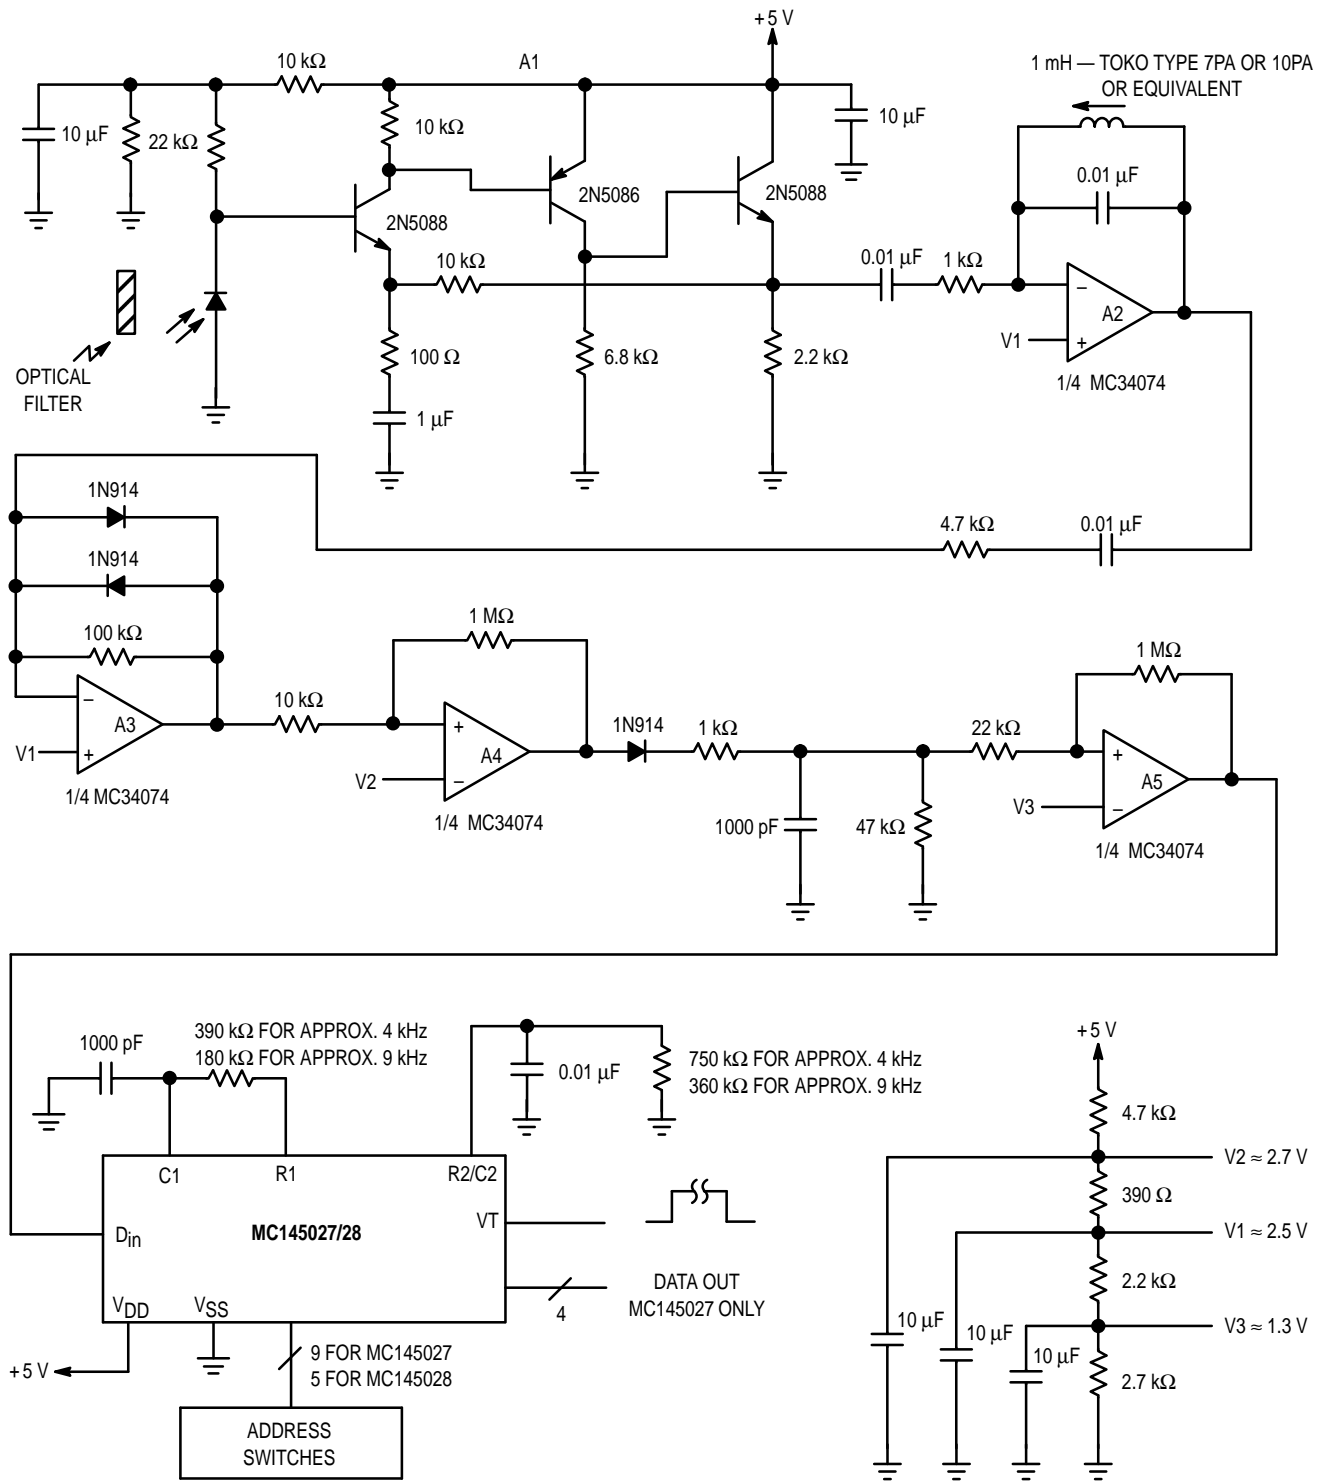 +5 V
10 kΩ
A1
1 mH — TOKO TYPE 7PA OR 10PA
OR EQUIVALENT
10 μF
22 kΩ
10 kΩ
10 μF
0.01 μF
2N5088
2N5086
2N5088
10 kΩ
0.01 μF
1 kΩ
−
A2
V1
+
1/4 MC34074
OPTICAL
FILTER
100 Ω
6.8 kΩ
2.2 kΩ
1 μF
1N914
4.7 kΩ
0.01 μF
1N914
100 kΩ
1 MΩ
1 MΩ
−
A3
V1
+
1/4 MC34074
10 kΩ
+
A4
V2
−
1/4 MC34074
1N914
1 kΩ
22 kΩ
+
A5
V3
−
1/4 MC34074
1000 pF
47 kΩ
1000 pF
390 kΩ FOR APPROX. 4 kHz
180 kΩ FOR APPROX. 9 kHz
0.01 μF
750 kΩ FOR APPROX. 4 kHz
360 kΩ FOR APPROX. 9 kHz
+5 V
4.7 kΩ
V2 ≈ 2.7 V
390 Ω
V1 ≈ 2.5 V
2.2 kΩ
V3 ≈ 1.3 V
2.7 kΩ
10 μF
10 μF
10 μF
C1
R1
R2/C2
Din
MC145027/28
VT
VDD
VSS
4
DATA OUT
MC145027 ONLY
+5 V
9 FOR MC145027
5 FOR MC145028
ADDRESS
SWITCHES